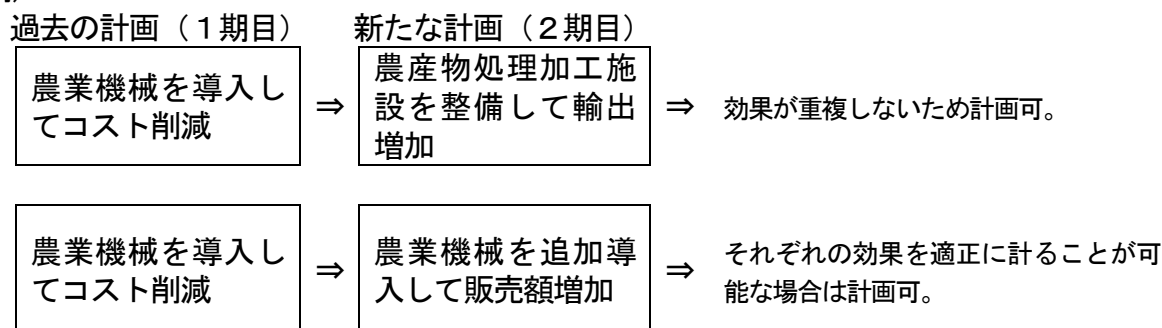 過去の計画（１期目）　新たな計画（２期目）
農業機械を導入し
てコスト削減
⇒
農産物処理加工施
設を整備して輸出
増加
⇒
効果が重複しないため計画可。
農業機械を導入し
てコスト削減
⇒
農業機械を追加導
入して販売額増加
⇒
それぞれの効果を適正に計ることが可
能な場合は計画可。